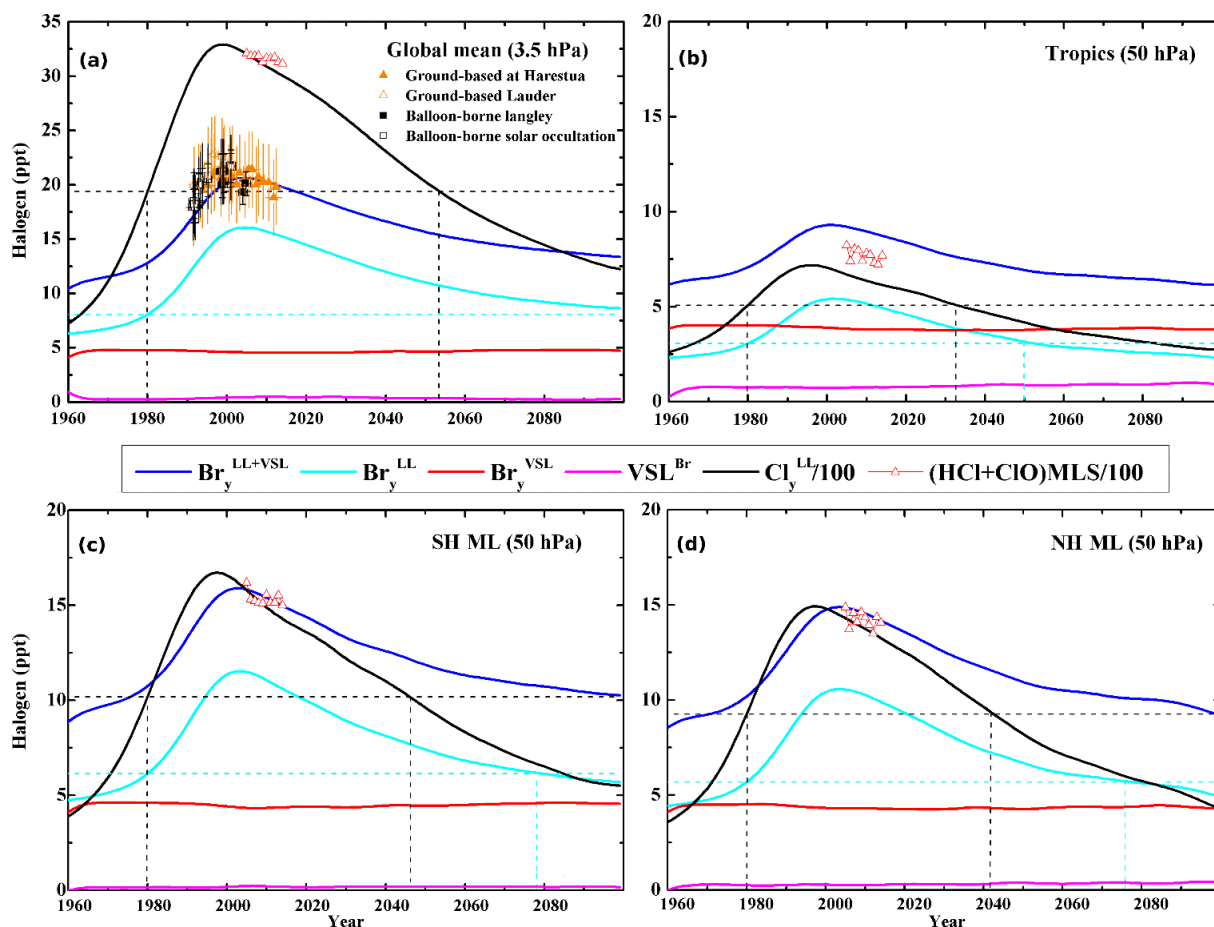 (a)
Global mean (3.5 hPa)
Ground-based at Harestua
Ground-based Lauder
Balloon-borne langley
Balloon-borne solar occultation
Halogen (ppt)
35
30
25
20
15
10
5
0
1960 1980 2000 2020 2040 2060 2080
(b)
Tropics (50 hPa)
20
15
10
5
0
1960 1980 2000 2020 2040 2060 2080
Br_y^LL+VSL Br_y^LL Br_y^VSL VSL^Br Cl_y^LL/100 (HCl+ClO)MLS/100
(c)
SH ML (50 hPa)
Halogen (ppt)
20
15
10
5
0
1960 1980 2000 2020 2040 2060 2080
Year
(d)
NH ML (50 hPa)
20
15
10
5
0
1960 1980 2000 2020 2040 2060 2080
Year